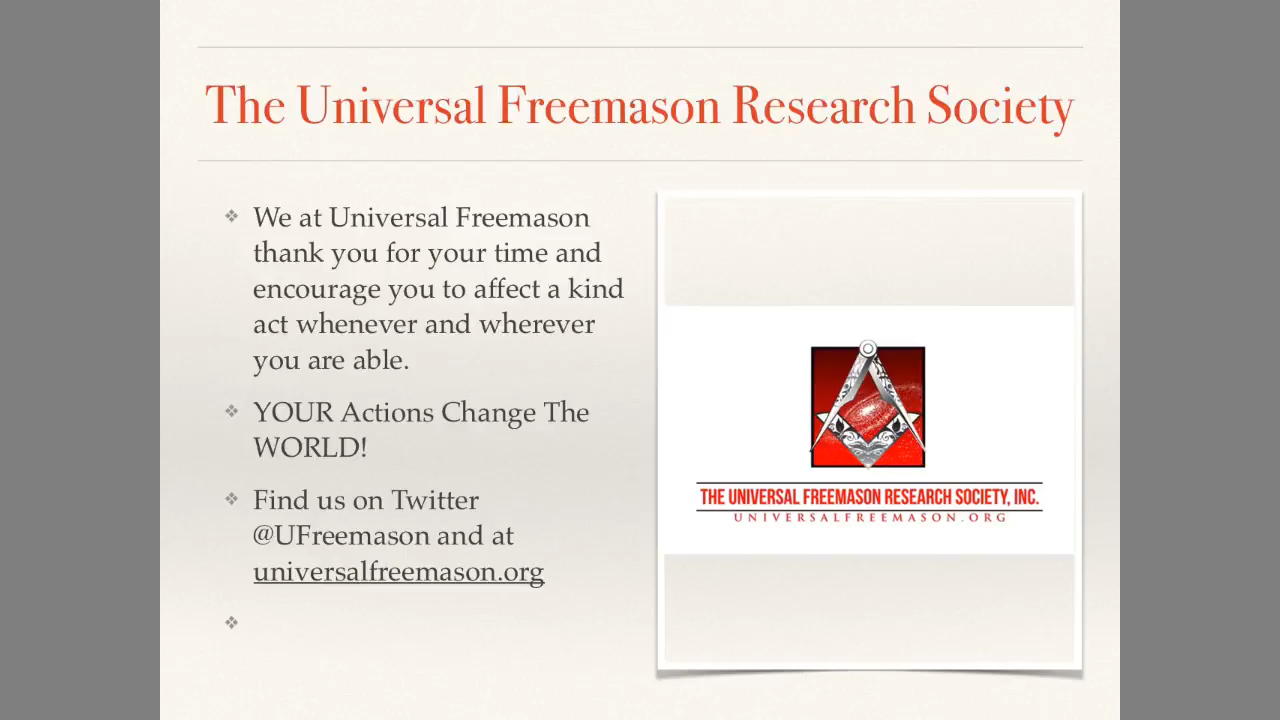 The Universal Freemason Research Society
We at Universal Freemason
thank you for your time and
encourage you to affect a kind
act whenever and wherever
you are able.
YOUR Actions Change The
WORLD!
Find us on Twitter
@UFreemason and at
universalfreemason.org
THE UNIVERSAL FREEMASON RESEARCH SOCIETY, INC.
UNIVERSALFREEMASON.ORG